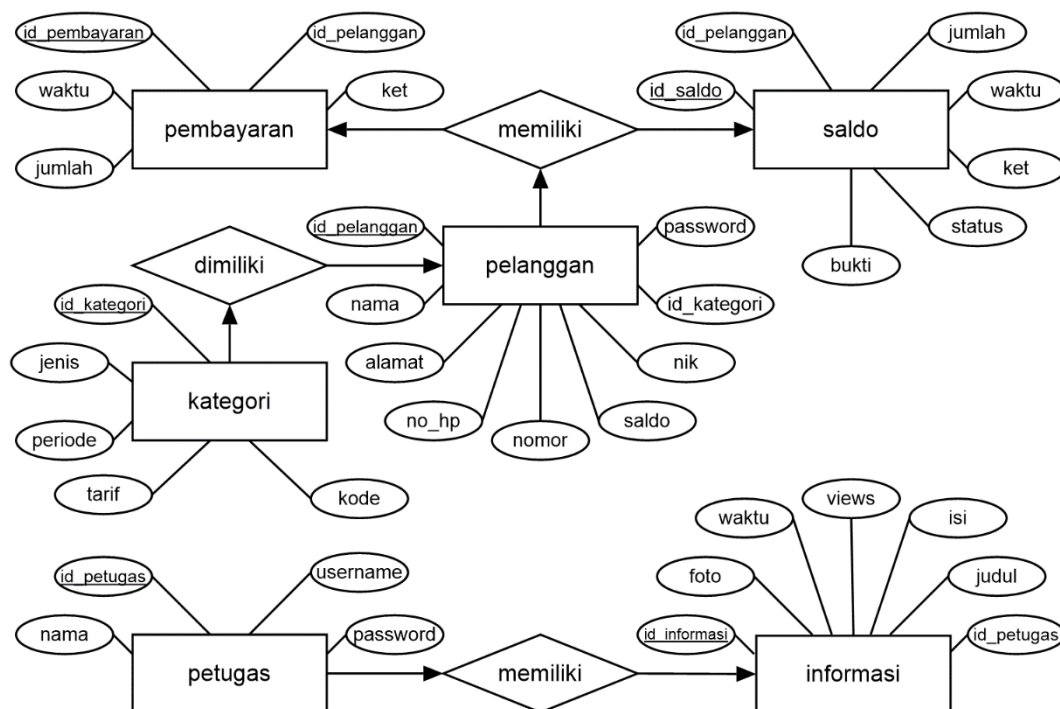 id_pembayaran
id_pelanggan
waktu
ket
jumlah
pembayaran
memiliki
id_pelanggan
jumlah
id_saldo
waktu
saldo
ket
status
bukti
dimiliki
id_pelanggan
password
nama
pelanggan
id_kategori
alamat
nik
no_hp
nomor
saldo
id_kategori
jenis
kategori
periode
tarif
kode
id_petugas
username
nama
password
petugas
memiliki
waktu
views
isi
foto
judul
id_informasi
id_petugas
informasi